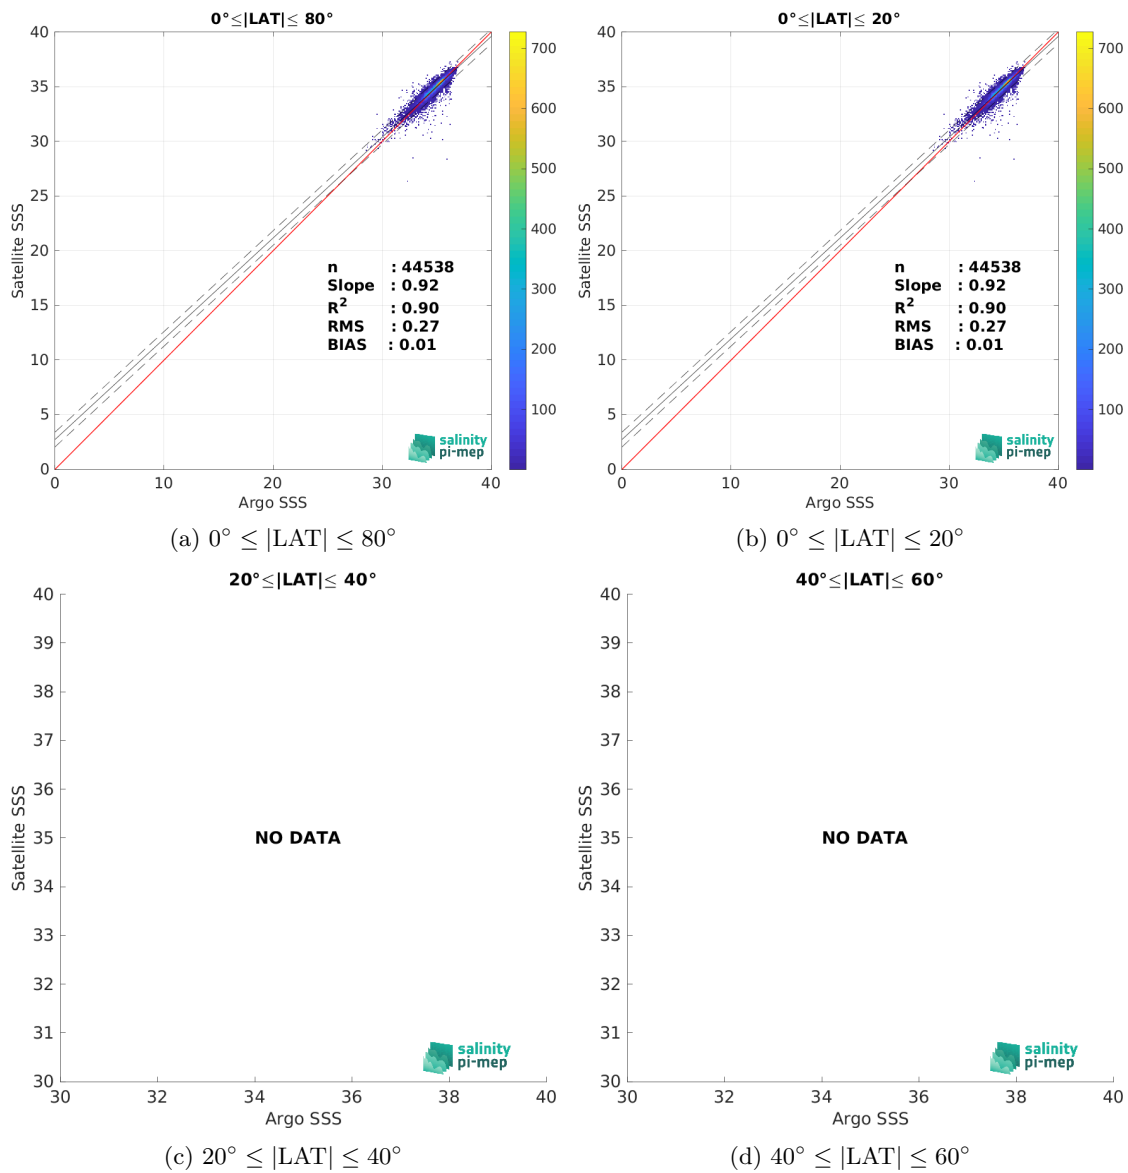 0°≤|LAT|≤ 80°
40
35
30
25
20
15
10
5
0
0
10
20
30
40
Satellite SSS
Argo SSS
n : 44538
Slope : 0.92
R² : 0.90
RMS : 0.27
BIAS : 0.01
salinity
pi-mep
700
600
500
400
300
200
100
(a) 0° ≤ |LAT| ≤ 80°
0°≤|LAT|≤ 20°
40
35
30
25
20
15
10
5
0
0
10
20
30
40
Satellite SSS
Argo SSS
n : 44538
Slope : 0.92
R² : 0.90
RMS : 0.27
BIAS : 0.01
salinity
pi-mep
700
600
500
400
300
200
100
(b) 0° ≤ |LAT| ≤ 20°
20°≤|LAT|≤ 40°
40
39
38
37
36
35
34
33
32
31
30
30
32
34
36
38
40
Satellite SSS
NO DATA
salinity
pi-mep
Argo SSS
(c) 20° ≤ |LAT| ≤ 40°
40°≤|LAT|≤ 60°
40
39
38
37
36
35
34
33
32
31
30
30
32
34
36
38
40
Satellite SSS
NO DATA
salinity
pi-mep
Argo SSS
(d) 40° ≤ |LAT| ≤ 60°